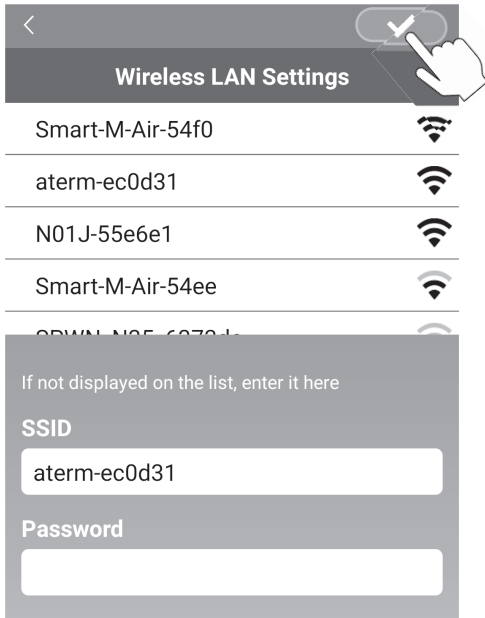 Wireless LAN Settings
Smart-M-Air-54f0
aterm-ec0d31
N01J-55e6e1
Smart-M-Air-54ee
If not displayed on the list, enter it here
SSID
aterm-ec0d31
Password